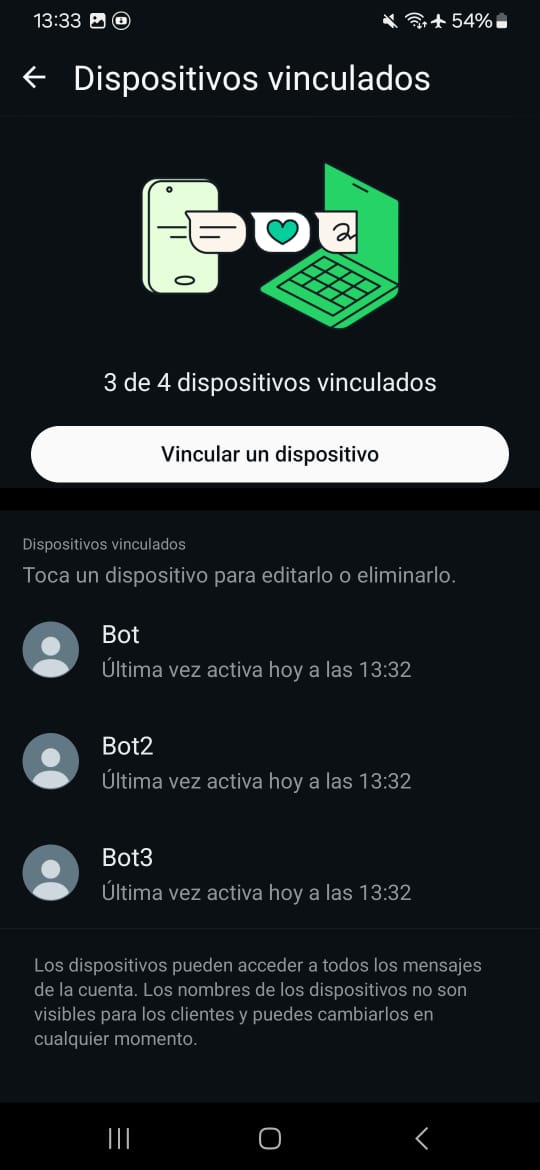 13:33 54%
Dispositivos vinculados
3 de 4 dispositivos vinculados
Vincular un dispositivo
Dispositivos vinculados
Toca un dispositivo para editarlo o eliminarlo.
Bot
Última vez activa hoy a las 13:32
Bot2
Última vez activa hoy a las 13:32
Bot3
Última vez activa hoy a las 13:32
Los dispositivos pueden acceder a todos los mensajes
de la cuenta. Los nombres de los dispositivos no son
visibles para los clientes y puedes cambiarlos en
cualquier momento.